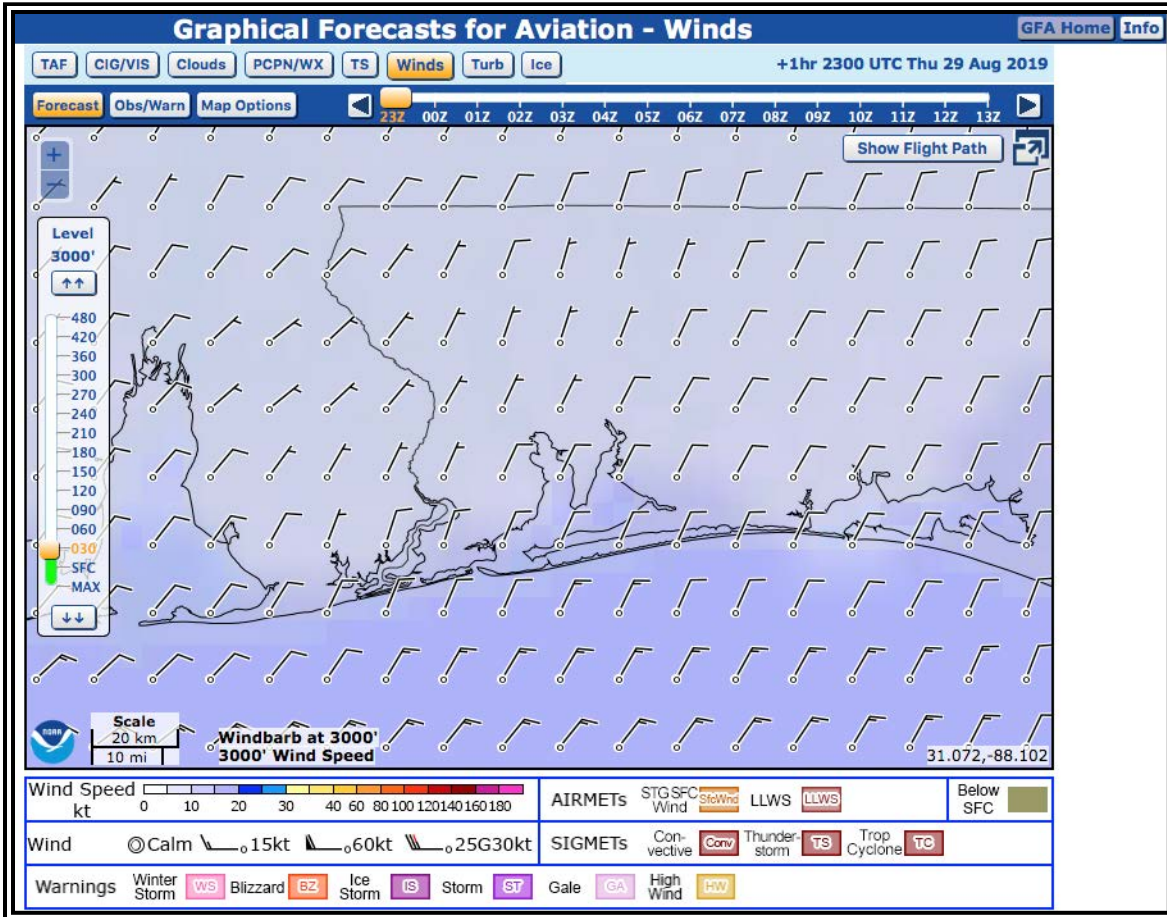 Graphical Forecasts for Aviation - Winds
GFA Home Info
TAF CIG/VIS Clouds PCPN/WX TS Winds Turb Ice
+1hr 2300 UTC Thu 29 Aug 2019
Forecast Obs/Warn Map Options
23Z 00Z 01Z 02Z 03Z 04Z 05Z 06Z 07Z 08Z 09Z 10Z 11Z 12Z 13Z
Show Flight Path
+
Level
3000'
↑↑
480
420
360
300
270
240
210
180
150
120
090
060
030
SFC
MAX
↓↓
NOAA
Scale
20 km
10 mi
Windbarb at 3000'
3000' Wind Speed
31.072,-88.102
Wind Speed
kt
0 10 20 30 40 60 80 100 120 140 160 180
AIRMETs STG SFC Wind SfcWnd LLWS LLWS
Below
SFC
Wind Calm 15kt 60kt 25G30kt
SIGMETs Con-vective Conv Thunder-storm TS Trop Cyclone TC
Warnings Winter Storm WS Blizzard BZ Ice Storm IS Storm ST Gale GA High Wind HW